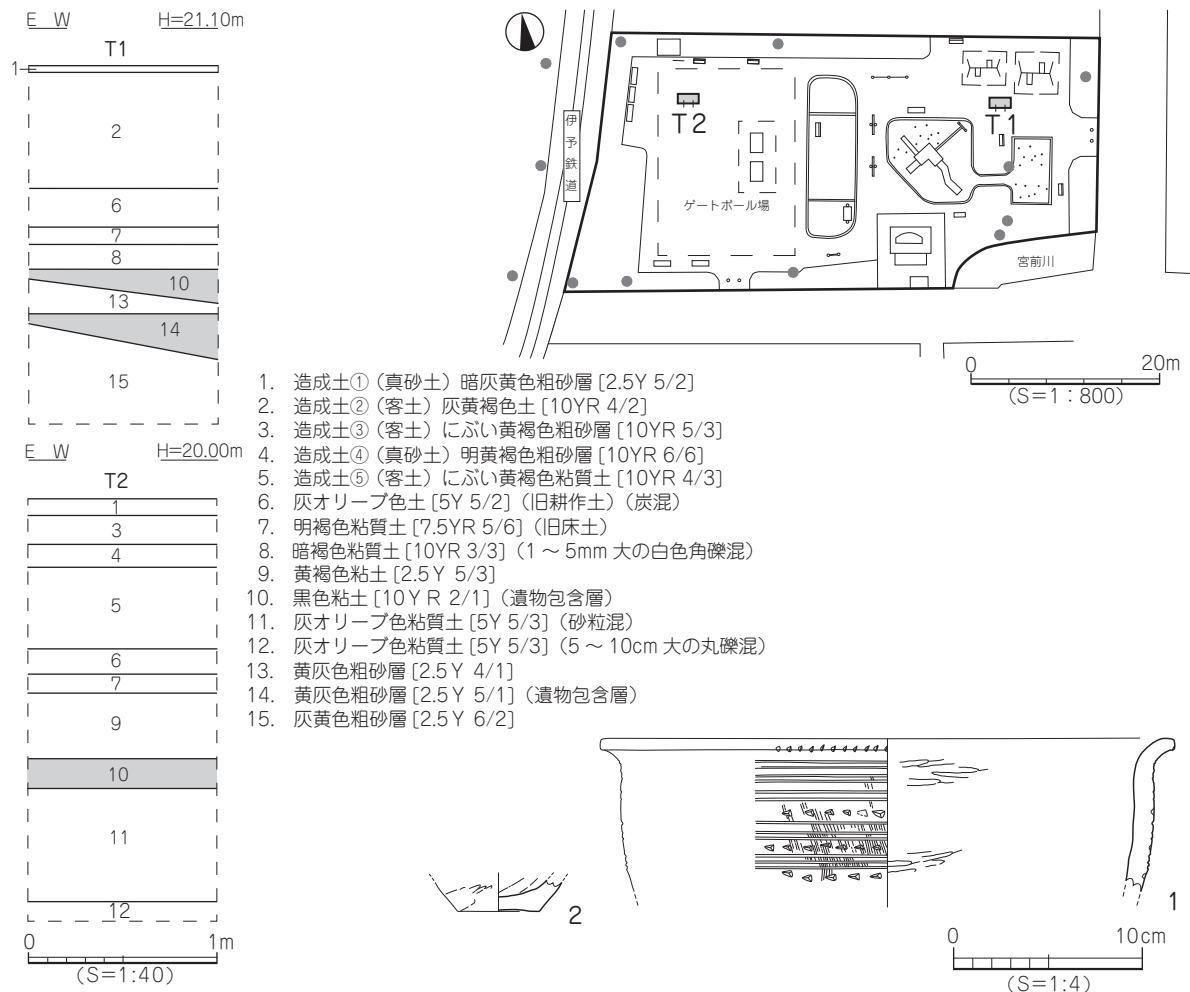 E W H=21.10m
T1
1
2
6
7
8
10
13
14
15
E W H=20.00m
T2
1
3
4
5
6
7
9
10
11
12
0 1m
(S=1:40)
伊予鉄道
T2
T1
ゲートボール場
宮前川
0 20m
(S=1:800)
1. 造成土①(真砂土)暗灰黄色粗砂層 [2.5Y 5/2]
2. 造成土②(客土)灰黄褐色土 [10YR 4/2]
3. 造成土③(客土)にぶい黄褐色粗砂層 [10YR 5/3]
4. 造成土④(真砂土)明黄褐色粗砂層 [10YR 6/6]
5. 造成土⑤(客土)にぶい黄褐色粘質土 [10YR 4/3]
6. 灰オリーブ色土 [5Y 5/2](旧耕作土)(炭混)
7. 明褐色粘質土 [7.5YR 5/6](旧床土)
8. 暗褐色粘質土 [10YR 3/3](1～5mm 大の白色角礫混)
9. 黄褐色粘土 [2.5Y 5/3]
10. 黒色粘土 [10YR 2/1](遺物包含層)
11. 灰オリーブ色粘質土 [5Y 5/3](砂粒混)
12. 灰オリーブ色粘質土 [5Y 5/3](5～10cm 大の丸礫混)
13. 黄灰色粗砂層 [2.5Y 4/1]
14. 黄灰色粗砂層 [2.5Y 5/1](遺物包含層)
15. 灰黄色粗砂層 [2.5Y 6/2]
2
1
0 10cm
(S=1:4)